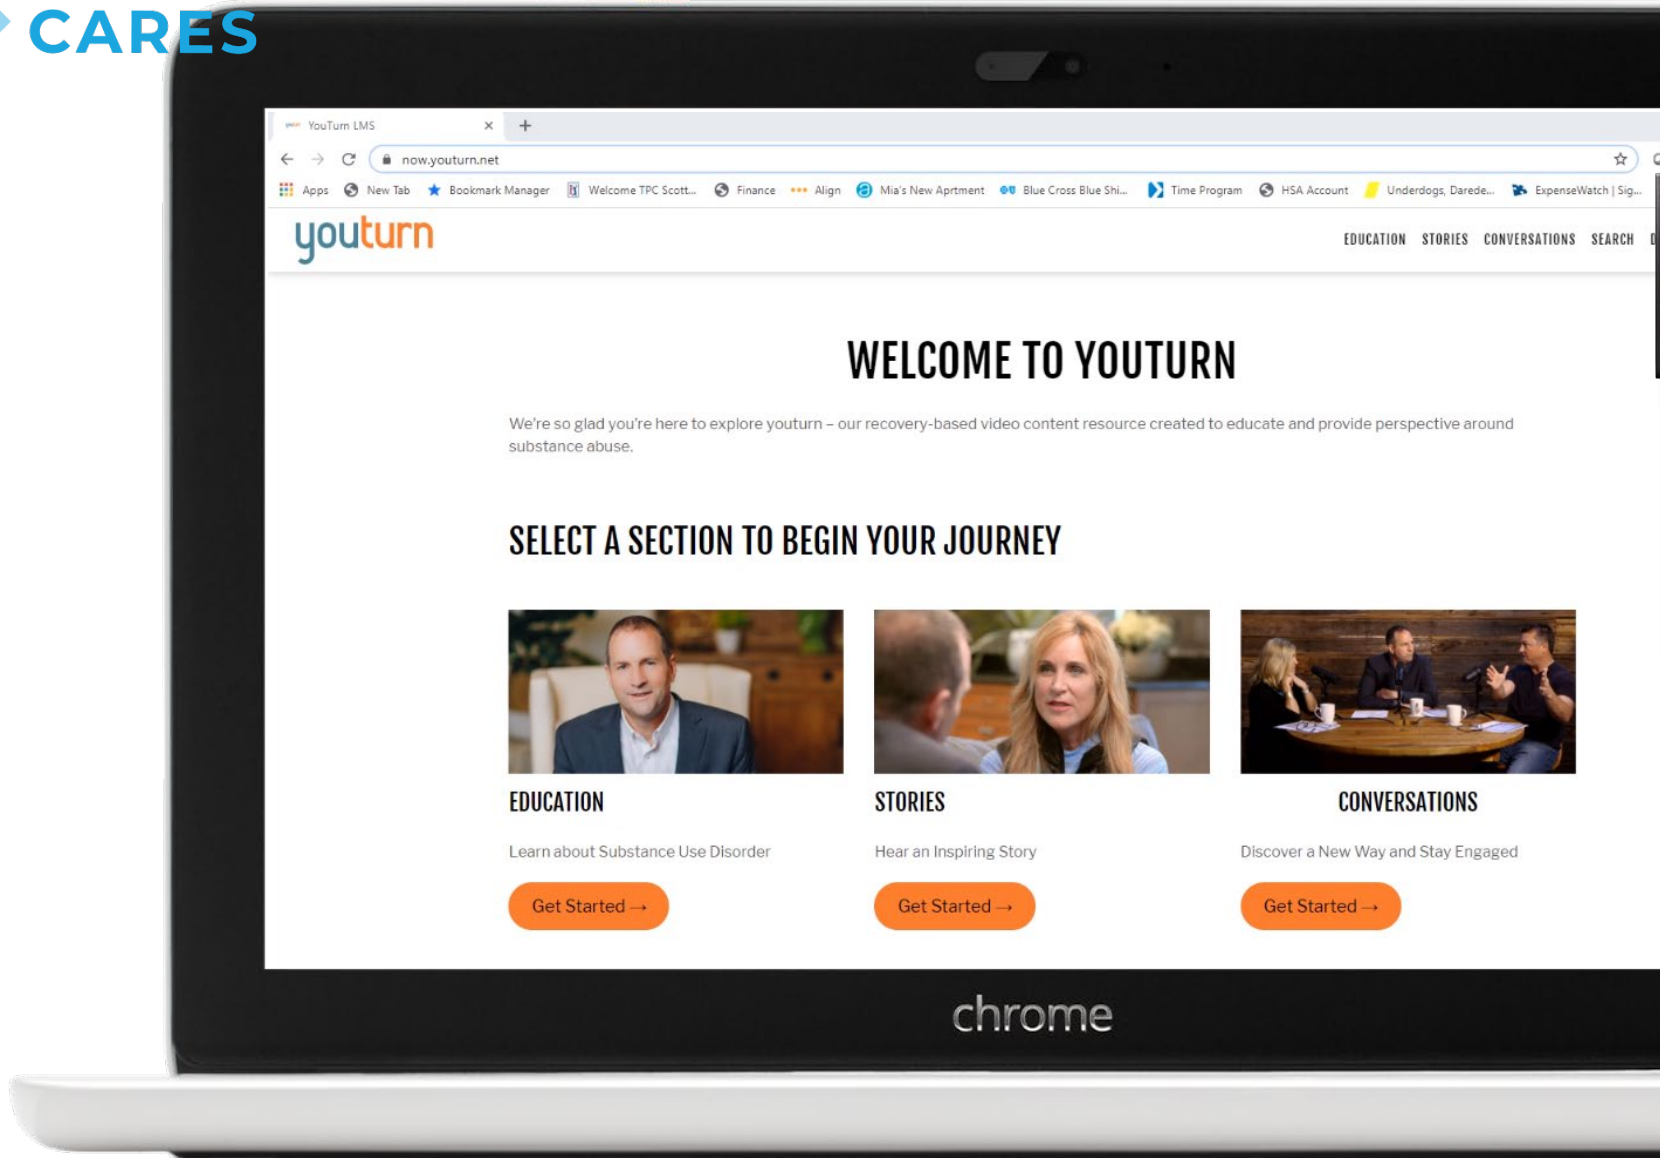 CARES
YouTurn LMS
now.youturn.net
Apps New Tab Bookmark Manager Welcome TPC Scott... Finance Align Mia's New Aprtment Blue Cross Blue Shi... Time Program HSA Account Underdogs, Darede... ExpenseWatch | Sig...
youturn
EDUCATION STORIES CONVERSATIONS SEARCH
WELCOME TO YOUTURN
We're so glad you're here to explore youturn – our recovery-based video content resource created to educate and provide perspective around
substance abuse.
SELECT A SECTION TO BEGIN YOUR JOURNEY
EDUCATION STORIES CONVERSATIONS
Learn about Substance Use Disorder Hear an Inspiring Story Discover a New Way and Stay Engaged
Get Started → Get Started → Get Started →
chrome